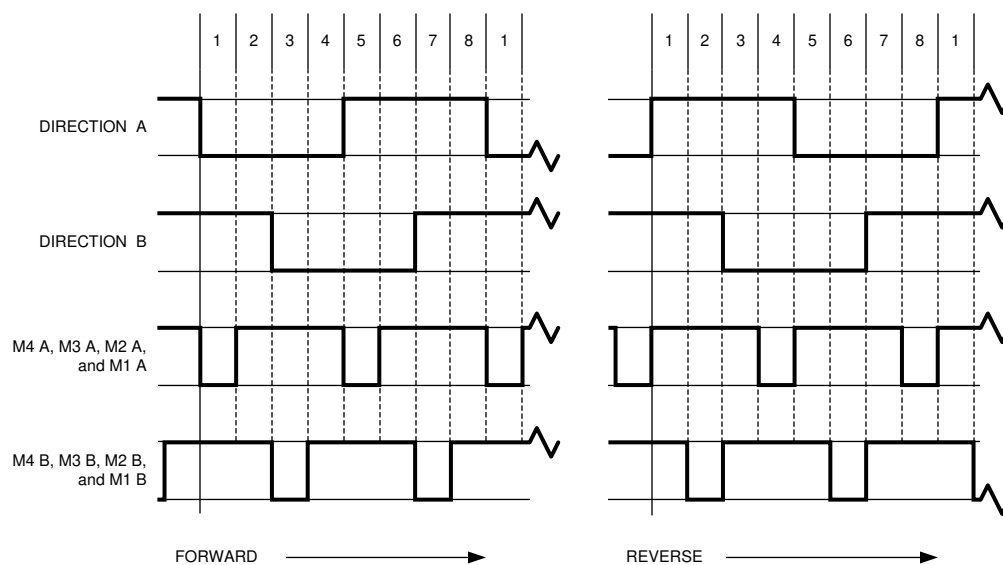 1 2 3 4 5 6 7 8 1 1 2 3 4 5 6 7 8 1
DIRECTION A
DIRECTION B
M4 A, M3 A, M2 A,
and M1 A
M4 B, M3 B, M2 B,
and M1 B
FORWARD REVERSE